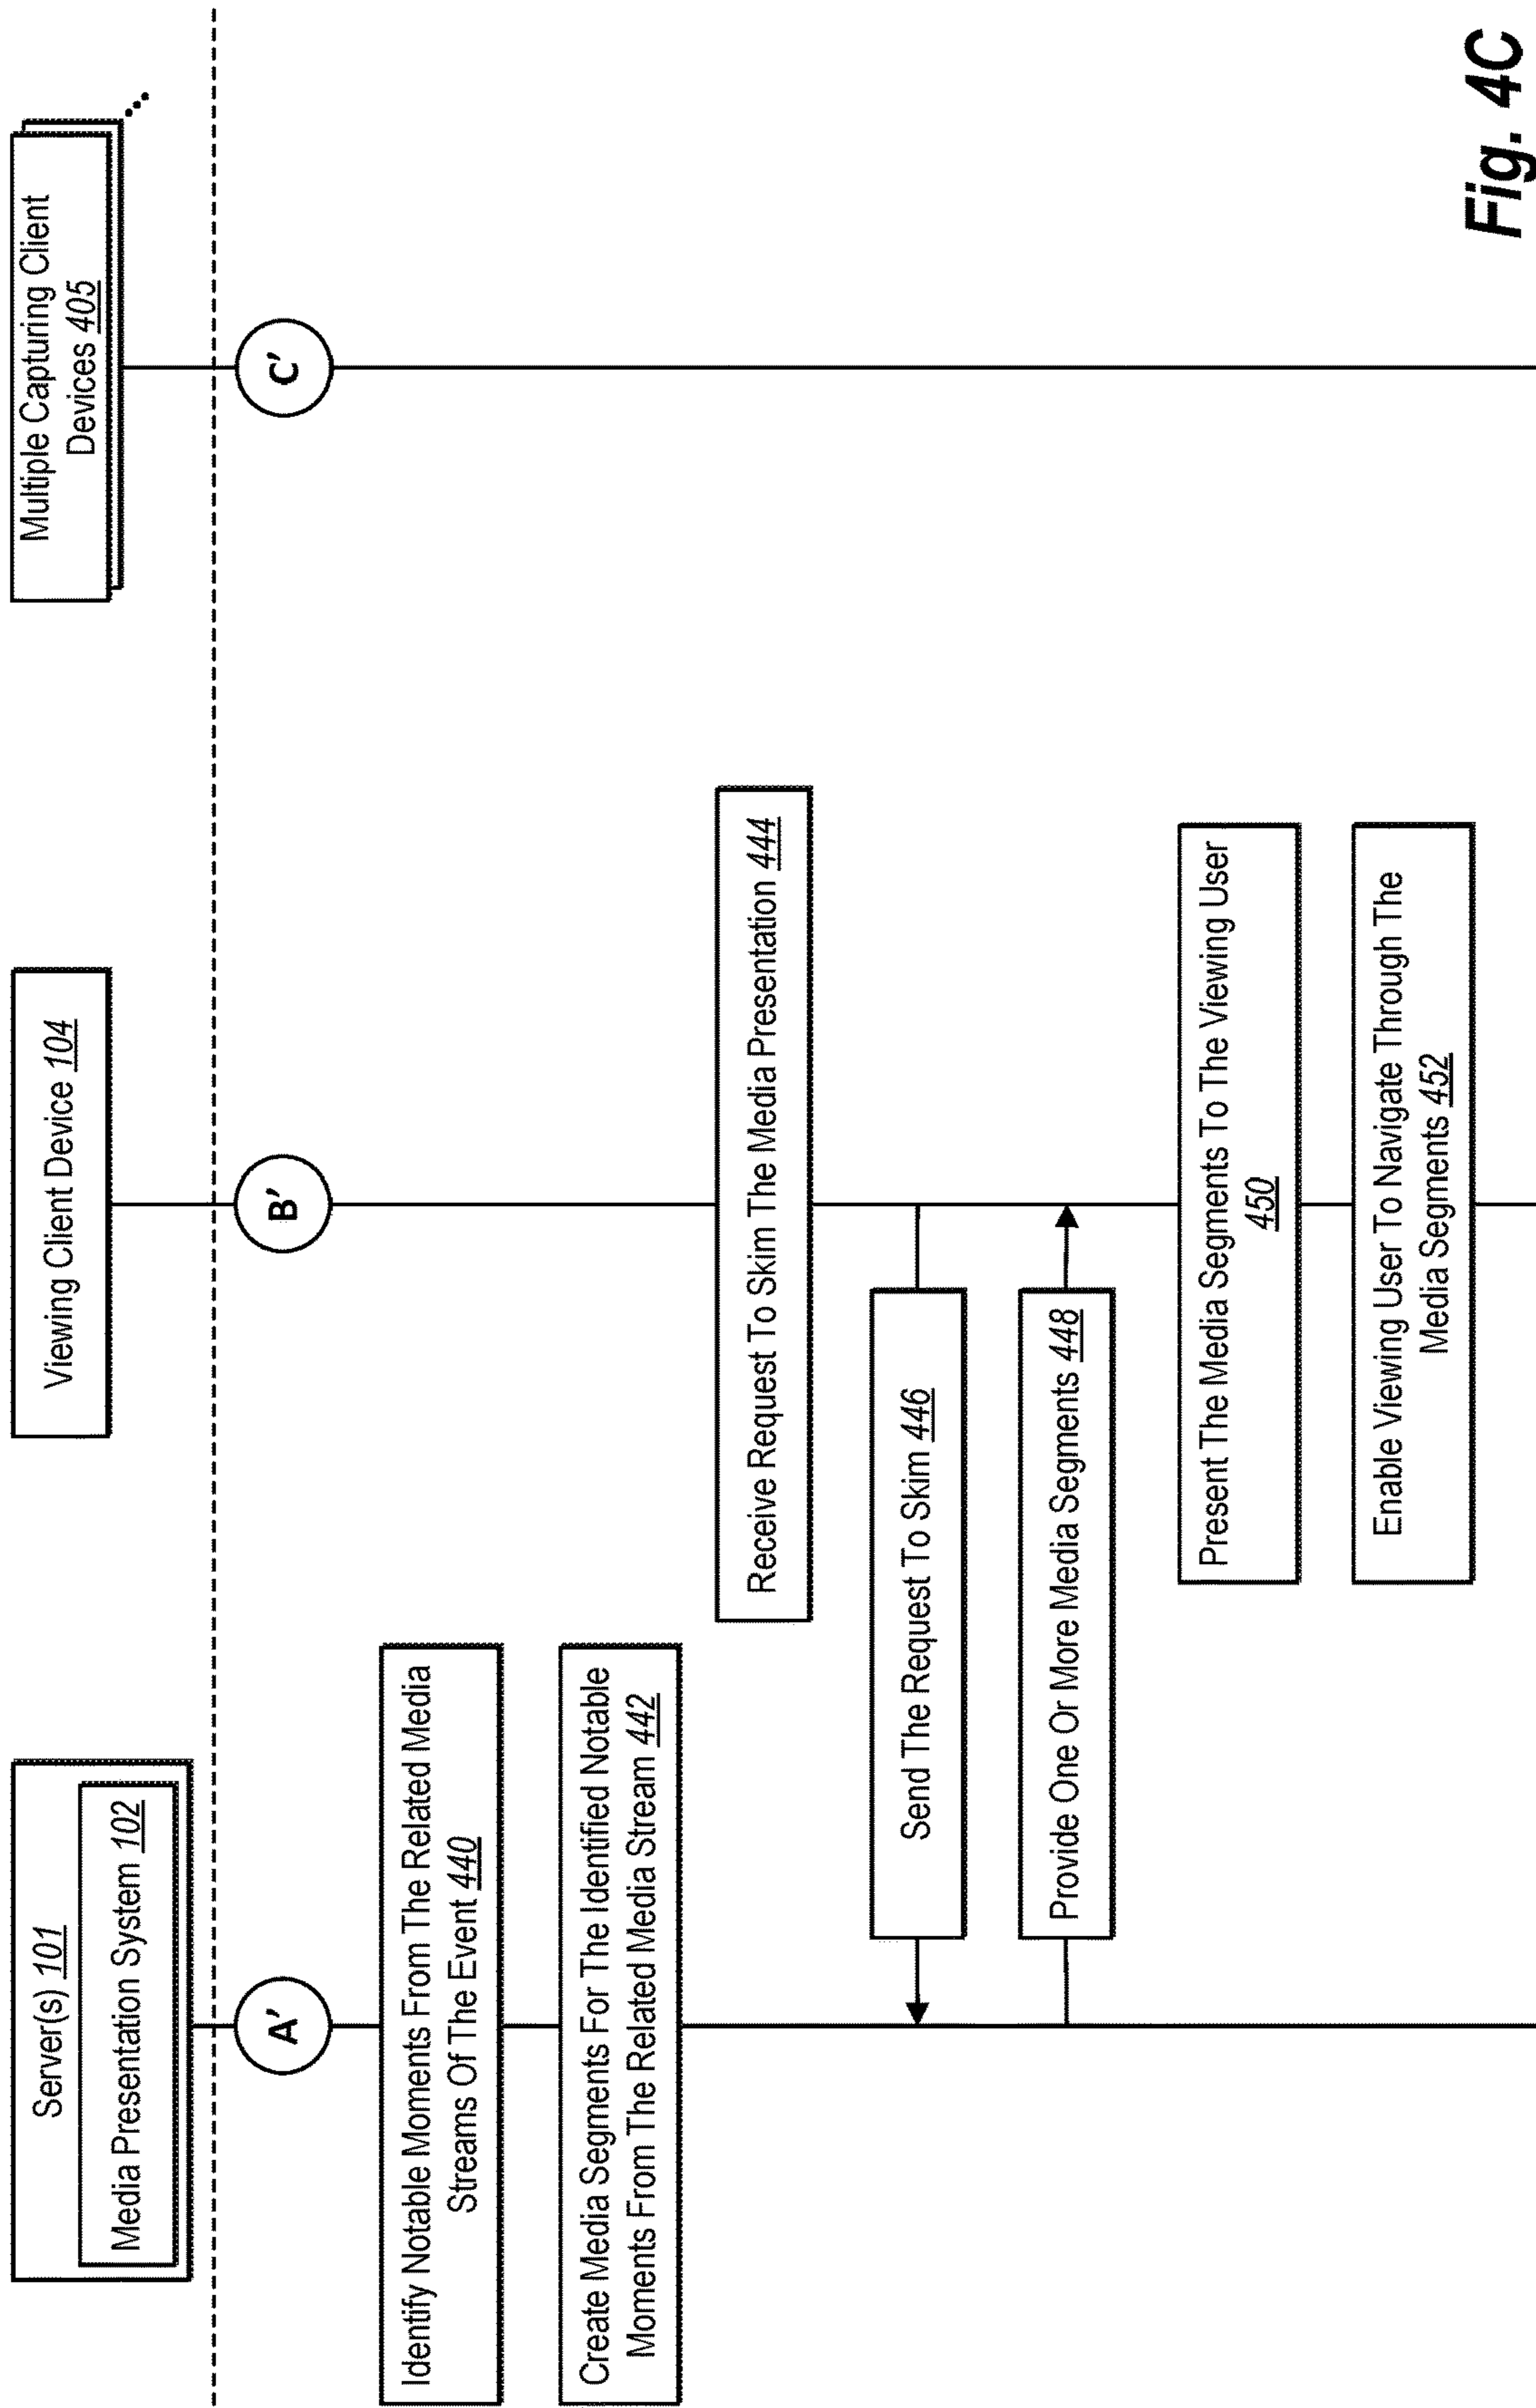 Server(s) 101
Media Presentation System 102
Viewing Client Device 104
Multiple Capturing Client
Devices 405
A'
B'
C'
Identify Notable Moments From The Related Media
Streams Of The Event 440
Create Media Segments For The Identified Notable
Moments From The Related Media Stream 442
Receive Request To Skim The Media Presentation 444
Send The Request To Skim 446
Provide One Or More Media Segments 448
Present The Media Segments To The Viewing User
450
Enable Viewing User To Navigate Through The
Media Segments 452
Fig. 4C